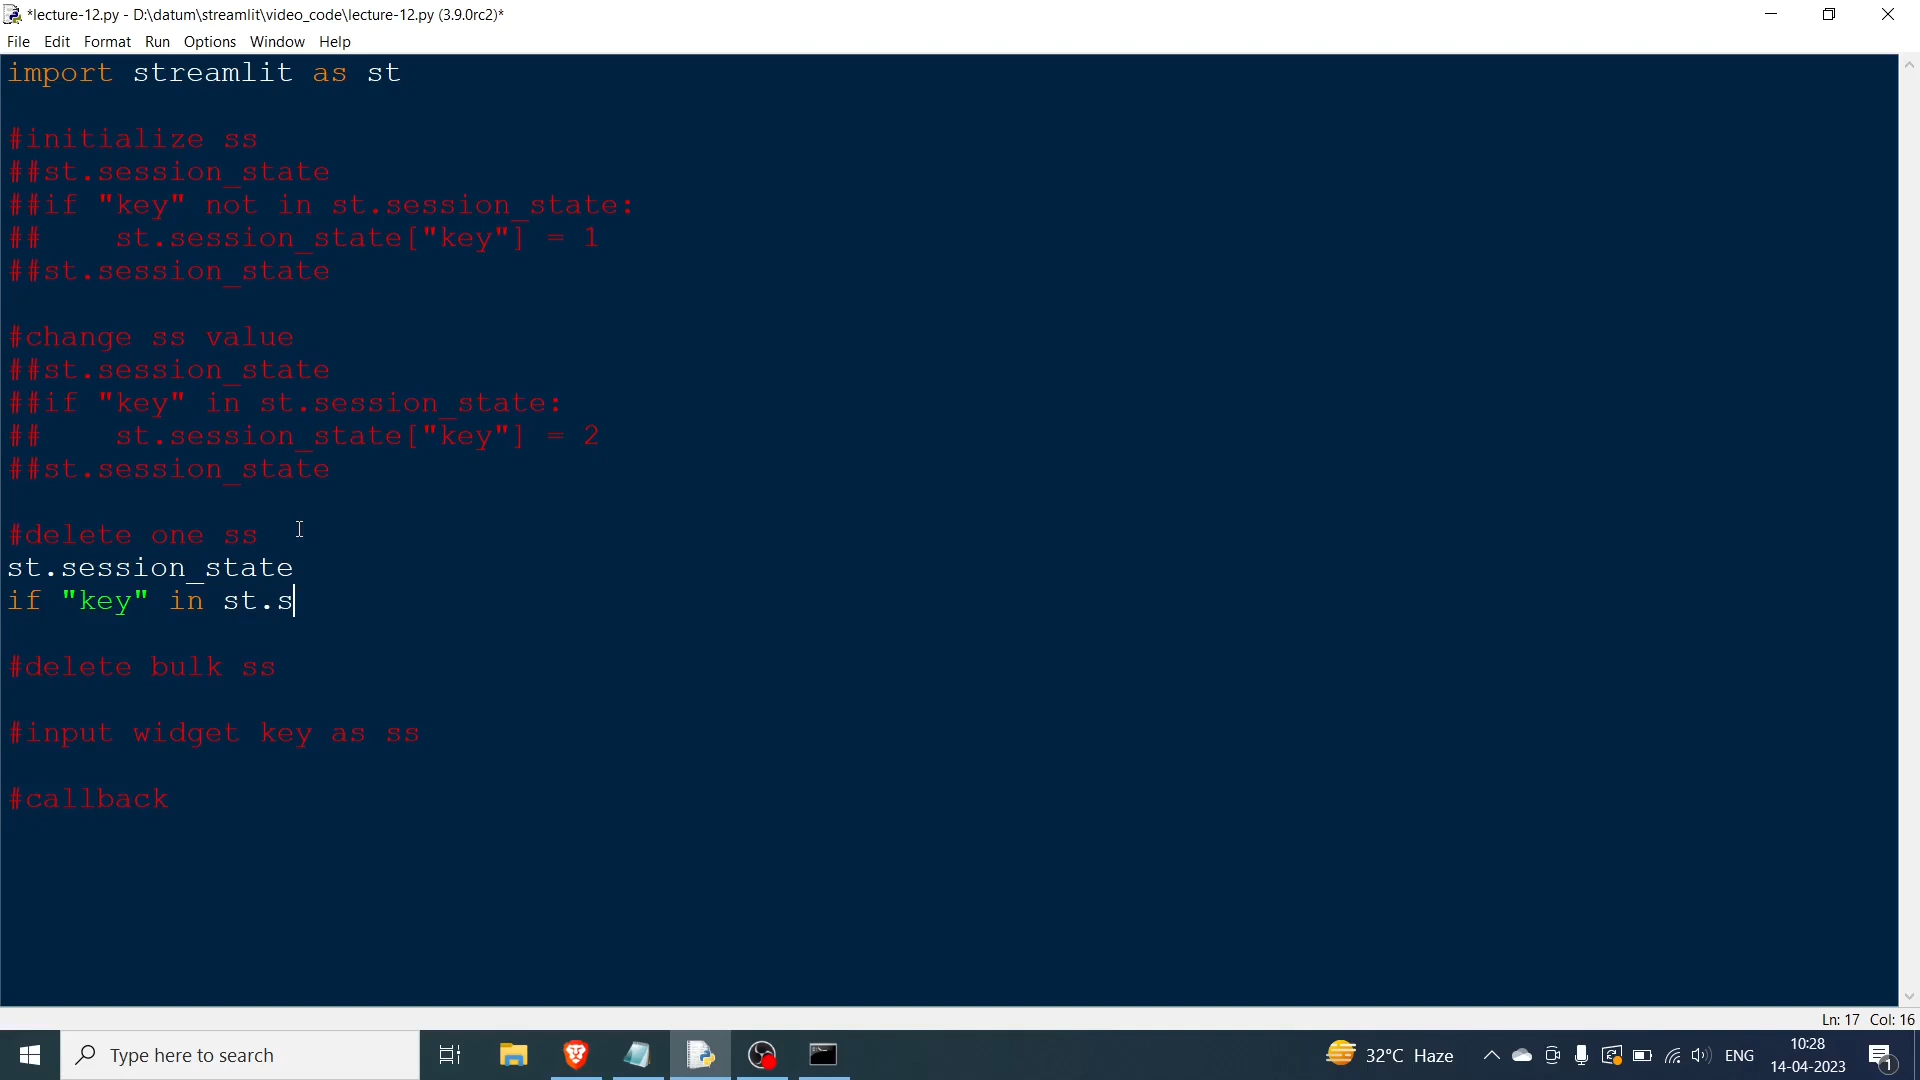 *lecture-12.py - D:\datum\streamlit\video_code\lecture-12.py (3.9.0rc2)*
File Edit Format Run Options Window Help
import streamlit as st
#initialize ss
##st.session_state
##if "key" not in st.session_state:
##    st.session_state["key"] = 1
##st.session_state
#change ss value
##st.session_state
##if "key" in st.session_state:
##    st.session_state["key"] = 2
##st.session_state
#delete one ss
st.session_state
if "key" in st.s
#delete bulk ss
#input widget key as ss
#callback
Ln: 17 Col: 16
Type here to search
32°C Haze
ENG
10:28
14-04-2023
1